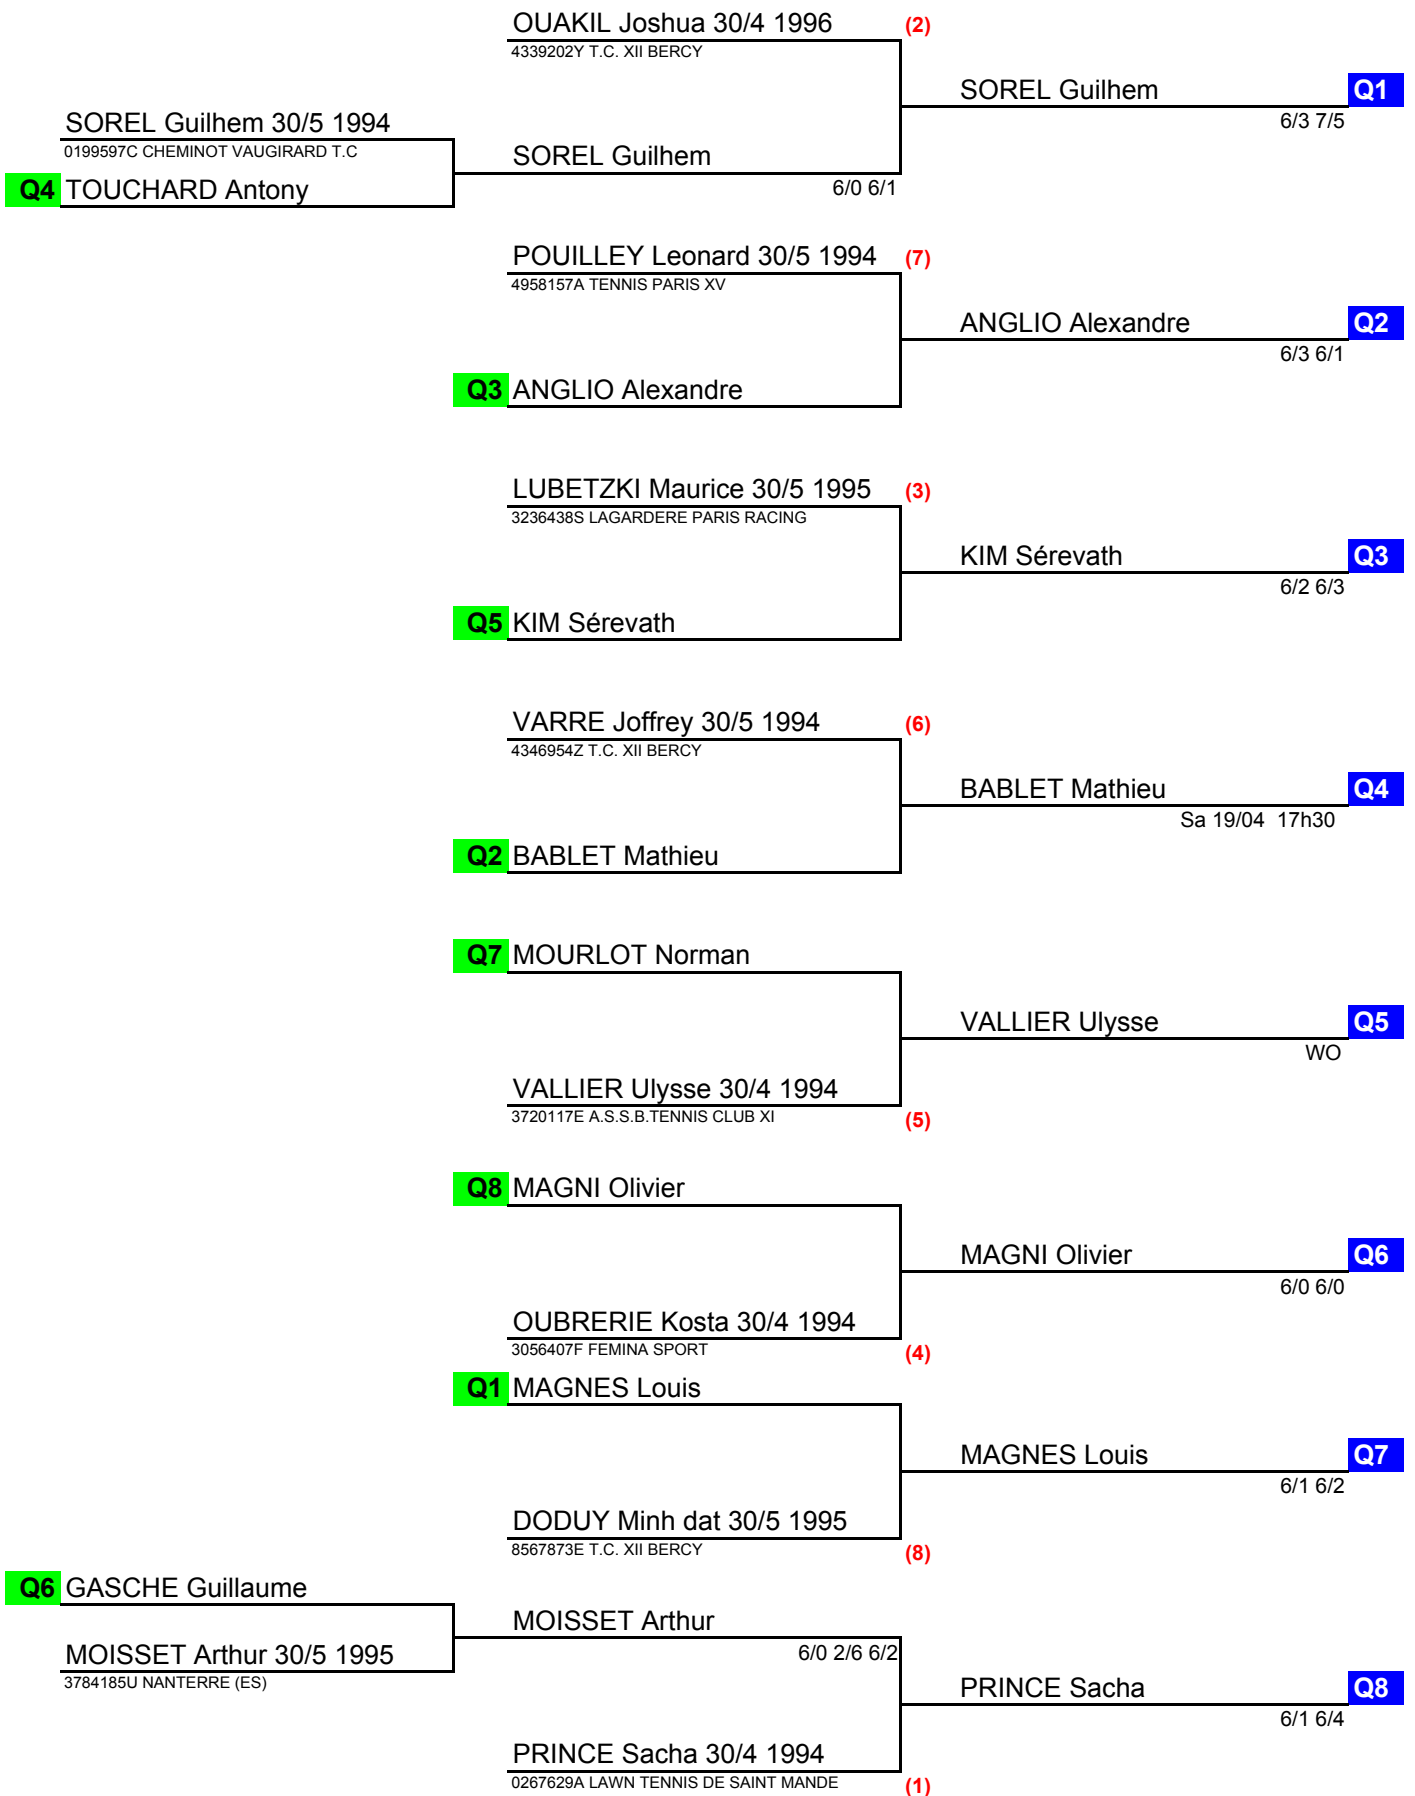 OUAKIL Joshua 30/4 1996 (2)
4339202Y T.C. XII BERCY
SOREL Guilhem Q1
6/3 7/5
SOREL Guilhem 30/5 1994
0199597C CHEMINOT VAUGIRARD T.C
SOREL Guilhem
6/0 6/1
Q4 TOUCHARD Antony
POUILLEY Leonard 30/5 1994 (7)
4958157A TENNIS PARIS XV
ANGLIO Alexandre Q2
6/3 6/1
Q3 ANGLIO Alexandre
LUBETZKI Maurice 30/5 1995 (3)
3236438S LAGARDERE PARIS RACING
KIM Sérevath Q3
6/2 6/3
Q5 KIM Sérevath
VARRE Joffrey 30/5 1994 (6)
4346954Z T.C. XII BERCY
BABLET Mathieu Q4
Sa 19/04 17h30
Q2 BABLET Mathieu
Q7 MOURLOT Norman
VALLIER Ulysse Q5
WO
VALLIER Ulysse 30/4 1994
3720117E A.S.S.B.TENNIS CLUB XI (5)
Q8 MAGNI Olivier
MAGNI Olivier Q6
6/0 6/0
OUBRERIE Kosta 30/4 1994
3056407F FEMINA SPORT (4)
Q1 MAGNES Louis
MAGNES Louis Q7
6/1 6/2
DODUY Minh dat 30/5 1995
8567873E T.C. XII BERCY (8)
Q6 GASCHE Guillaume
MOISSET Arthur
6/0 2/6 6/2
MOISSET Arthur 30/5 1995
3784185U NANTERRE (ES)
PRINCE Sacha Q8
6/1 6/4
PRINCE Sacha 30/4 1994
0267629A LAWN TENNIS DE SAINT MANDE (1)